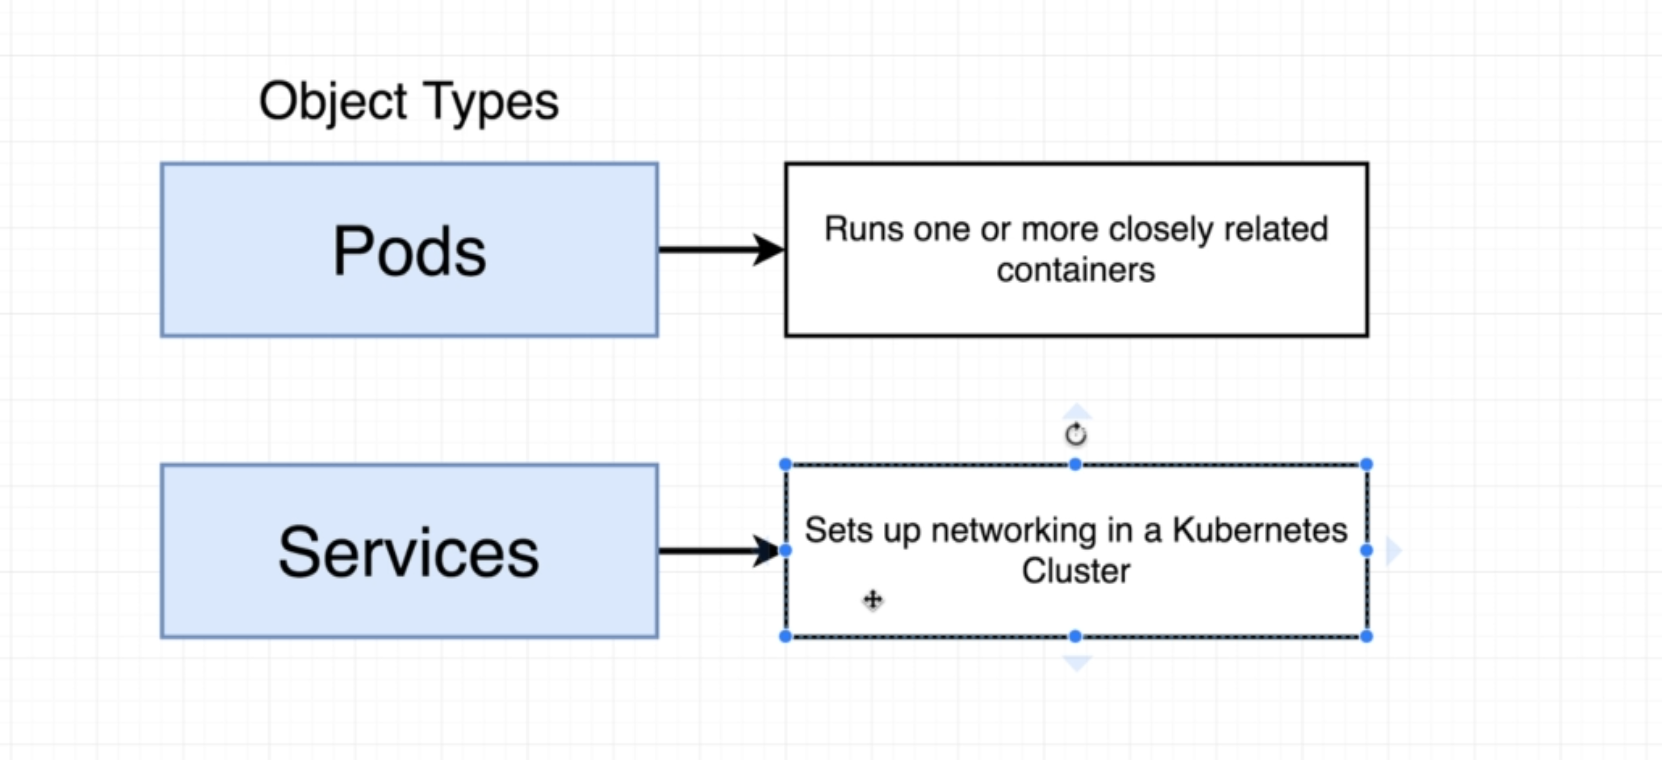 Object Types
Pods
Runs one or more closely related
containers
Services
Sets up networking in a Kubernetes
Cluster